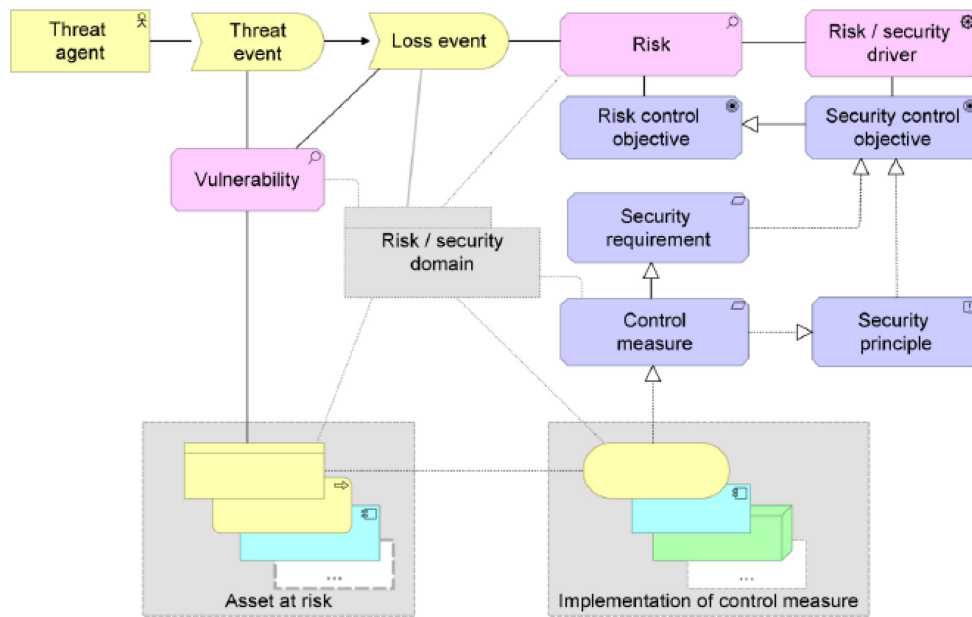 Threat
agent
Threat
event
Loss event
Risk
Risk / security
driver
Risk control
objective
Security control
objective
Vulnerability
Security
requirement
Risk / security
domain
Control
measure
Security
principle
...
...
Asset at risk
Implementation of control measure